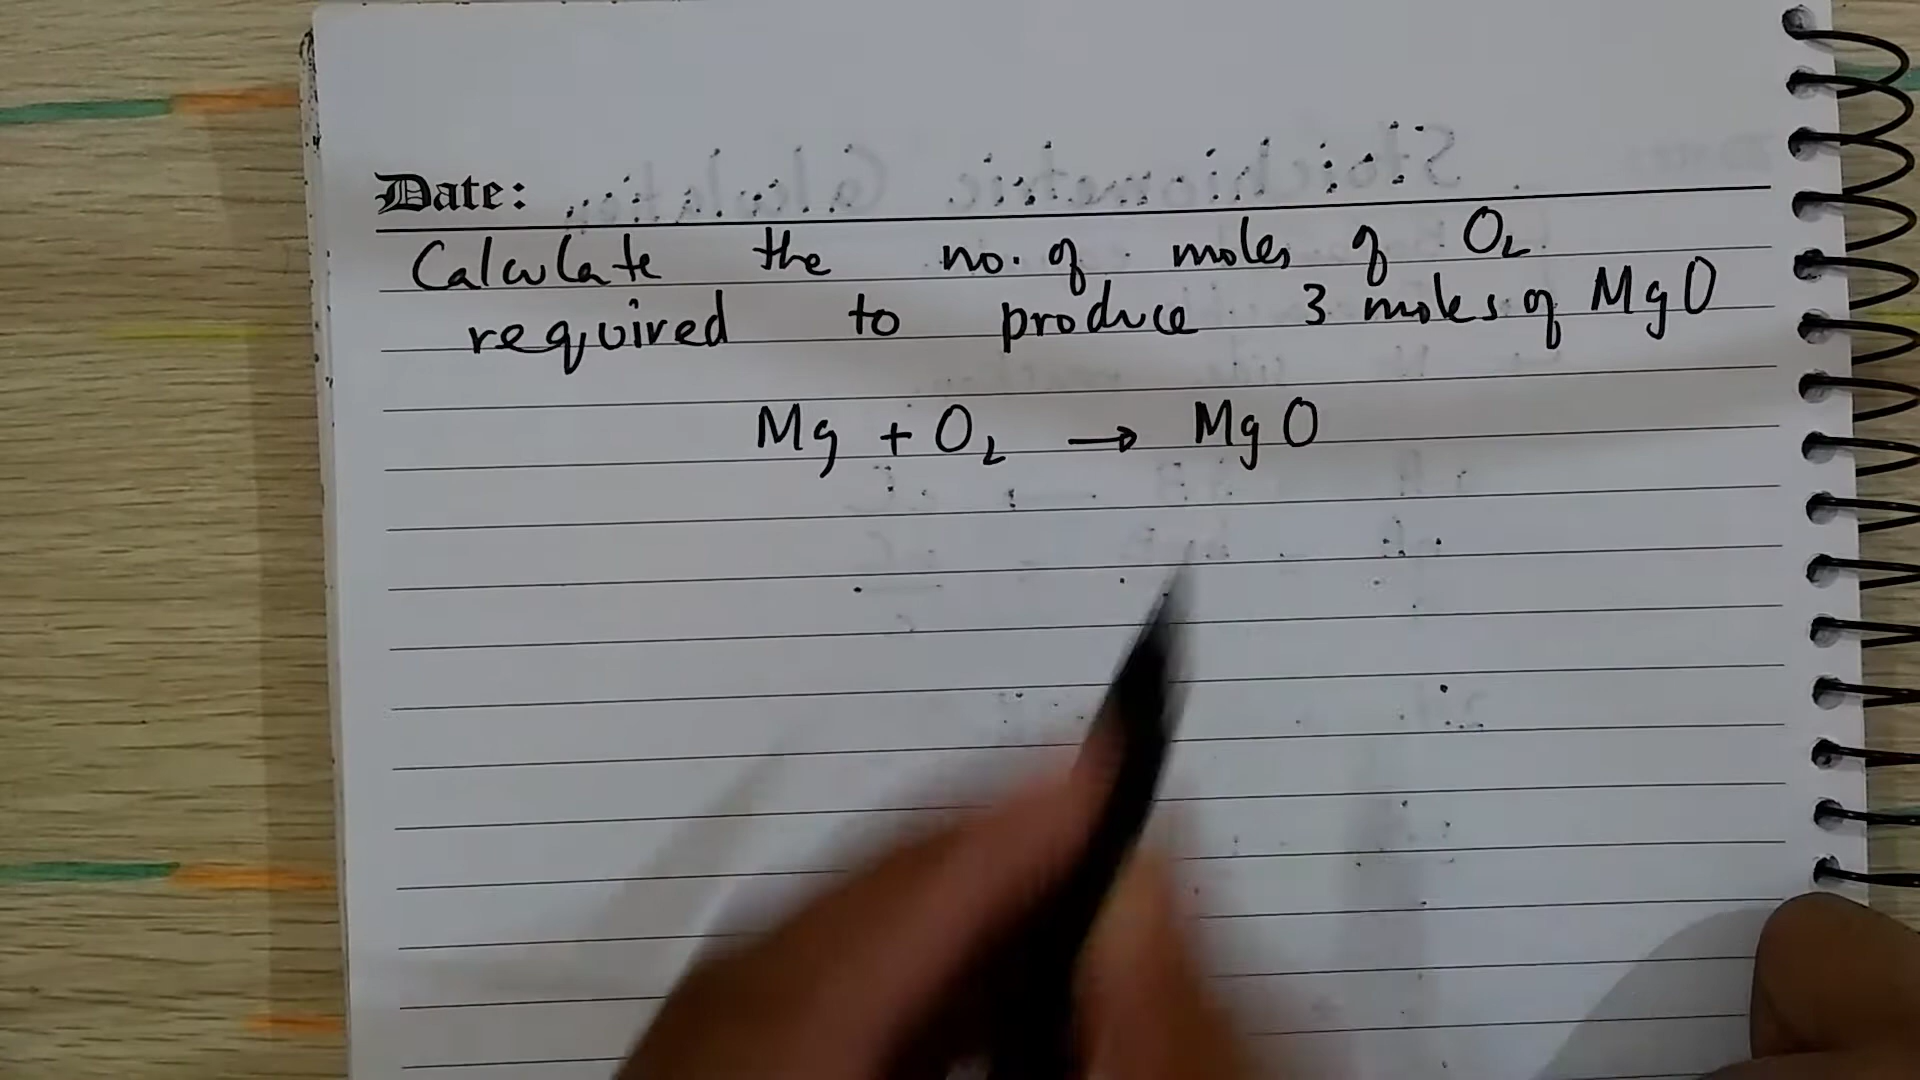 Date:
Calculate the no. of moles of O₂
required to produce 3 moles of MgO
Mg + O₂ → MgO